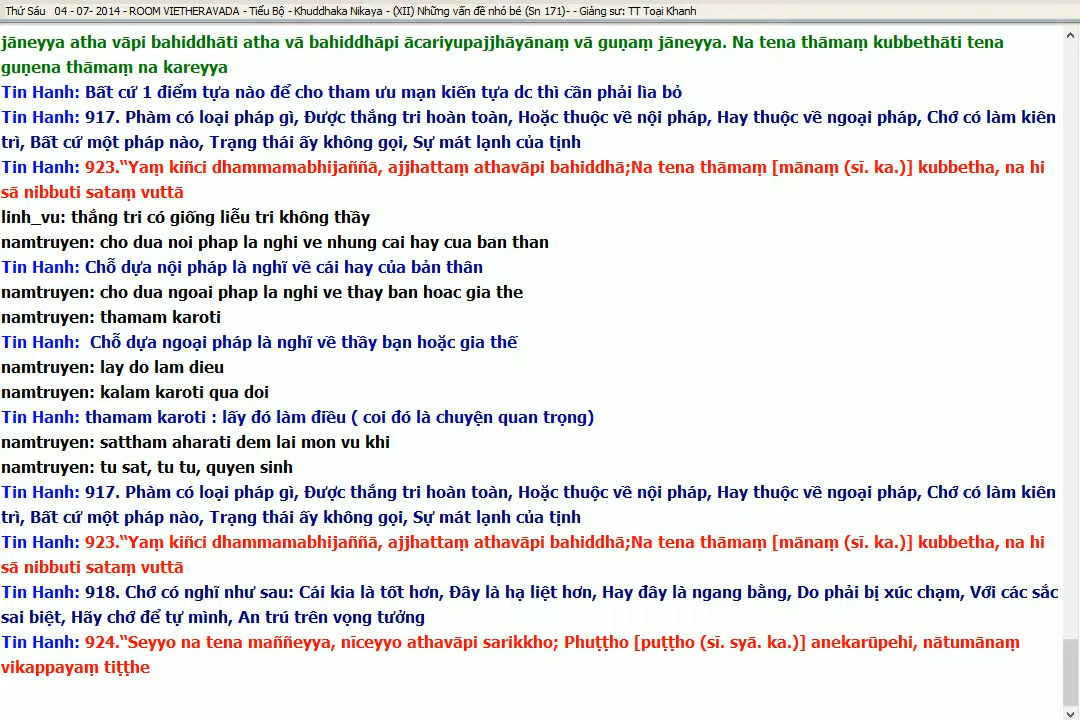 Thứ Sáu   04 - 07- 2014 - ROOM VIETHERAVADA - Tiểu Bộ - Khuddhaka Nikaya - (XII) Những vấn đề nhỏ bé (Sn 171)- - Giảng sư: TT Toại Khanh
jāneyya atha vāpi bahiddhāti atha vā bahiddhāpi ācariyupajjhāyānaṃ vā guṇaṃ jāneyya. Na tena thāmaṃ kubbethāti tena
guṇena thāmaṃ na kareyya
Tin Hanh: Bất cứ 1 điểm tựa nào để cho tham ưu mạn kiến tựa dc thì cần phải lìa bỏ
Tin Hanh: 917. Phàm có loại pháp gì, Được thắng tri hoàn toàn, Hoặc thuộc về nội pháp, Hay thuộc về ngoại pháp, Chớ có làm kiên
trì, Bất cứ một pháp nào, Trạng thái ấy không gọi, Sự mát lạnh của tịnh
Tin Hanh: 923.“Yaṃ kiñci dhammamabhijaññā, ajjhattaṃ athavāpi bahiddhā;Na tena thāmaṃ [mānaṃ (sī. ka.)] kubbetha, na hi
sā nibbuti sataṃ vuttā
linh_vu: thắng tri có giống liễu tri không thầy
namtruyen: cho dua noi phap la nghi ve nhung cai hay cua ban than
Tin Hanh: Chỗ dựa nội pháp là nghĩ về cái hay của bản thân
namtruyen: cho dua ngoai phap la nghi ve thay ban hoac gia the
namtruyen: thamam karoti
Tin Hanh:  Chỗ dựa ngoại pháp là nghĩ về thầy bạn hoặc gia thế
namtruyen: lay do lam dieu
namtruyen: kalam karoti qua doi
Tin Hanh: thamam karoti : lấy đó làm điều ( coi đó là chuyện quan trọng)
namtruyen: sattham aharati dem lai mon vu khi
namtruyen: tu sat, tu tu, quyen sinh
Tin Hanh: 917. Phàm có loại pháp gì, Được thắng tri hoàn toàn, Hoặc thuộc về nội pháp, Hay thuộc về ngoại pháp, Chớ có làm kiên
trì, Bất cứ một pháp nào, Trạng thái ấy không gọi, Sự mát lạnh của tịnh
Tin Hanh: 923.“Yaṃ kiñci dhammamabhijaññā, ajjhattaṃ athavāpi bahiddhā;Na tena thāmaṃ [mānaṃ (sī. ka.)] kubbetha, na hi
sā nibbuti sataṃ vuttā
Tin Hanh: 918. Chớ có nghĩ như sau: Cái kia là tốt hơn, Đây là hạ liệt hơn, Hay đây là ngang bằng, Do phải bị xúc chạm, Với các sắc
sai biệt, Hãy chớ để tự mình, An trú trên vọng tưởng
Tin Hanh: 924.“Seyyo na tena maññeyya, nīceyyo athavāpi sarikkho; Phuṭṭho [puṭṭho (sī. syā. ka.)] anekarūpehi, nātumānaṃ
vikappayaṃ tiṭṭhe